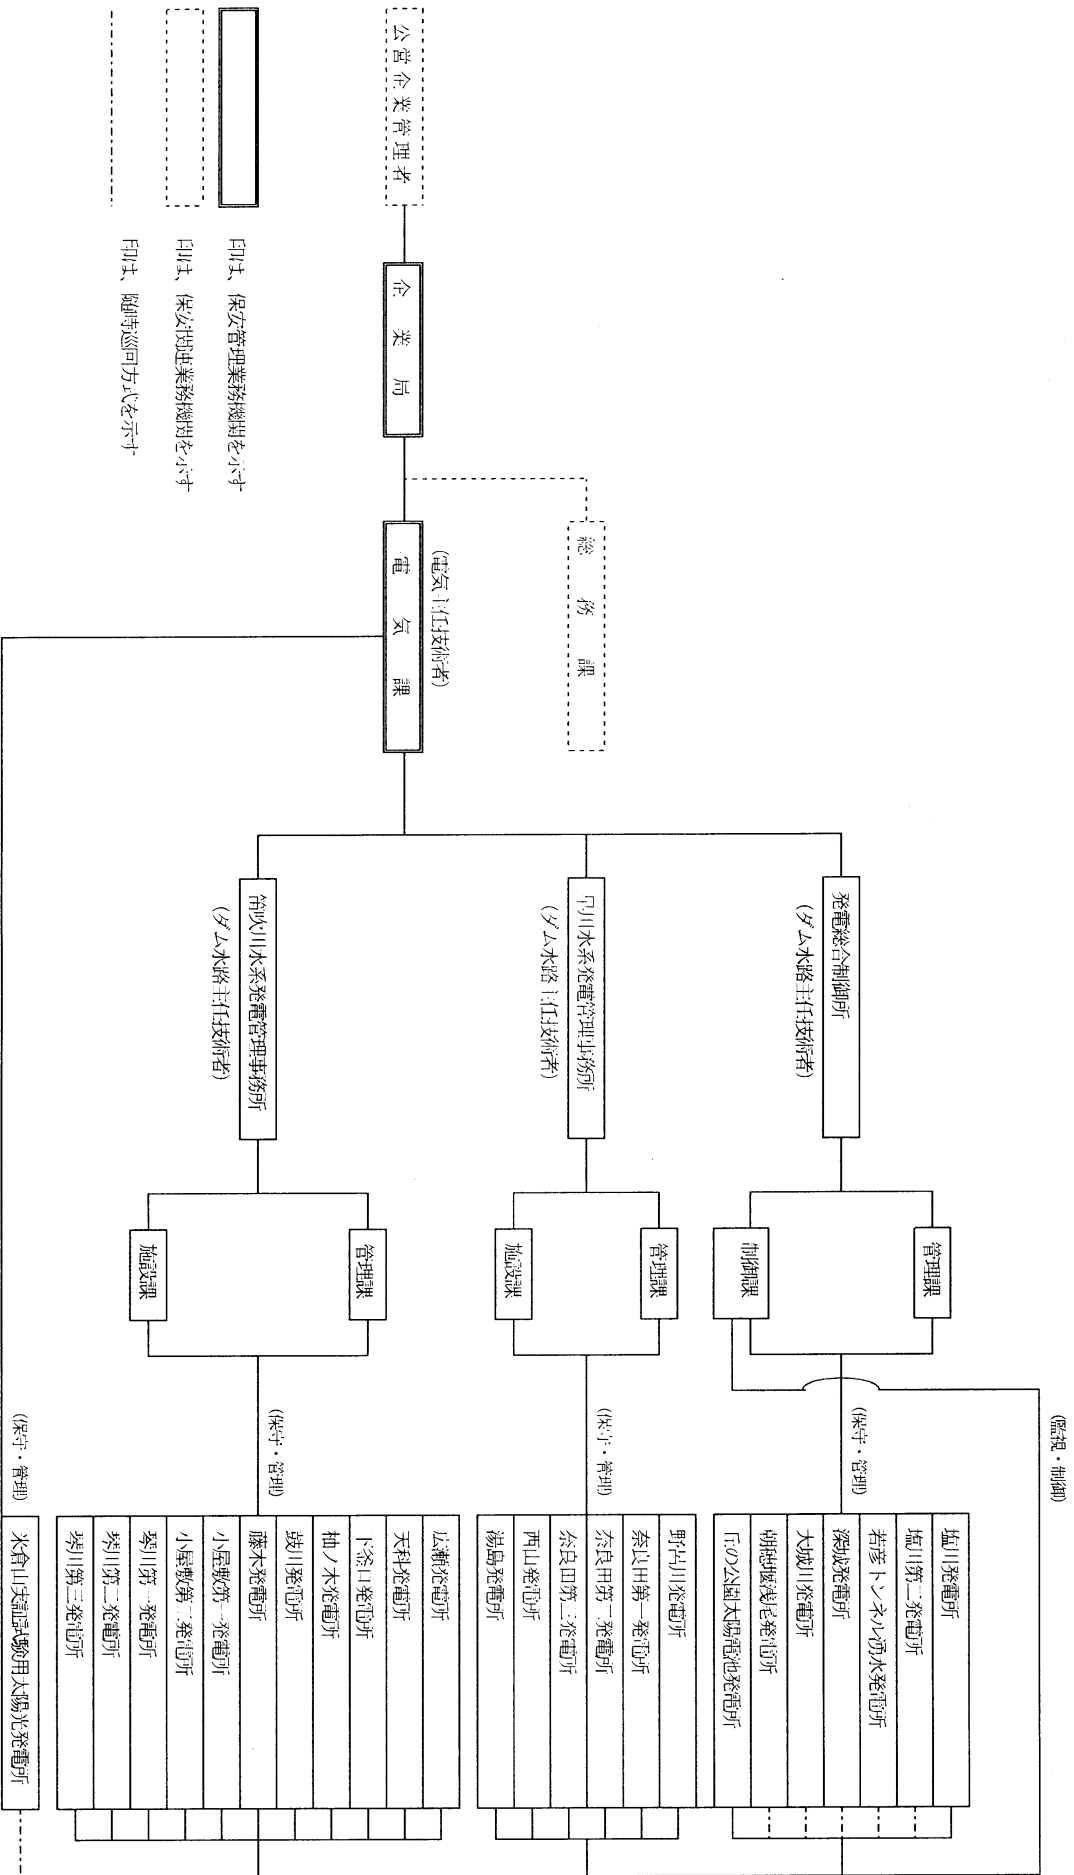 公営企業管理者
企業局
総務課
(電気主任技術者)
電気課
発電総合制御所
(ダム水路主任技術者)
早川水系発電管理事務所
(ダム水路主任技術者)
笛吹川水系発電管理事務所
(ダム水路主任技術者)
管理課
制御課
管理課
施設課
管理課
施設課
(監視・制御)
(保守・管理)
塩川発電所
塩川第二発電所
若彦トンネル湧水発電所
深城発電所
大城川発電所
朝穂堰浅尾発電所
丘の公園太陽電池発電所
(保守・管理)
野呂川発電所
奈良田第一発電所
奈良田第二発電所
奈良田第三発電所
西山発電所
湯島発電所
(保守・管理)
広瀬発電所
天科発電所
下釜口発電所
柚ノ木発電所
鼓川発電所
藤木発電所
小屋敷第一発電所
小屋敷第二発電所
琴川第一発電所
琴川第二発電所
琴川第三発電所
(保守・管理)
米倉山実証試験用太陽光発電所
印は、保安管理業務機関を示す
印は、保安関連業務機関を示す
印は、随時巡回方式を示す